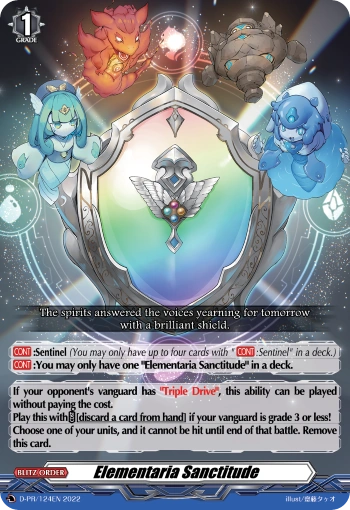 1
GRADE
The spirits answered the voices yearning for tomorrow
with a brilliant shield.
CONT :Sentinel (You may only have up to four cards with " CONT :Sentinel" in a deck.)
CONT :You may only have one "Elementaria Sanctitude" in a deck.
If your opponent's vanguard has "Triple Drive", this ability can be played
without paying the cost.
Play this with [discard a card from hand] if your vanguard is grade 3 or less!
Choose one of your units, and it cannot be hit until end of that battle. Remove
this card.
BLITZ ORDER
Elementaria Sanctitude
D-PR/124EN 2022
illust/齋藤タケオ